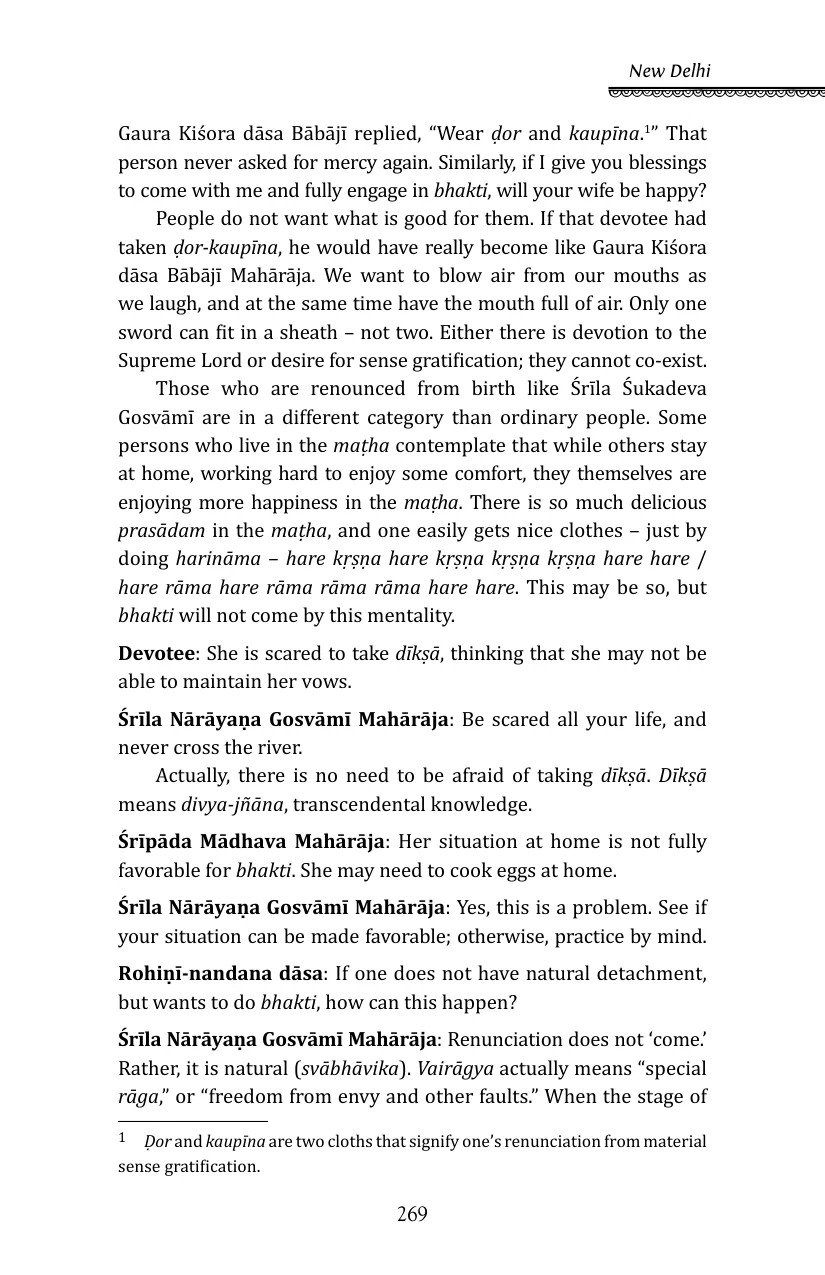 New Delhi
Gaura Kiśora dāsa Bābājī replied, “Wear ḍor and kaupīna.¹” That
person never asked for mercy again. Similarly, if I give you blessings
to come with me and fully engage in bhakti, will your wife be happy?
People do not want what is good for them. If that devotee had
taken ḍor-kaupīna, he would have really become like Gaura Kiśora
dāsa Bābājī Mahārāja. We want to blow air from our mouths as
we laugh, and at the same time have the mouth full of air. Only one
sword can fit in a sheath – not two. Either there is devotion to the
Supreme Lord or desire for sense gratification; they cannot co-exist.
Those who are renounced from birth like Śrīla Śukadeva
Gosvāmī are in a different category than ordinary people. Some
persons who live in the maṭha contemplate that while others stay
at home, working hard to enjoy some comfort, they themselves are
enjoying more happiness in the maṭha. There is so much delicious
prasādam in the maṭha, and one easily gets nice clothes – just by
doing harināma – hare kṛṣṇa hare kṛṣṇa kṛṣṇa kṛṣṇa hare hare /
hare rāma hare rāma rāma rāma hare hare. This may be so, but
bhakti will not come by this mentality.
Devotee: She is scared to take dīkṣā, thinking that she may not be
able to maintain her vows.
Śrīla Nārāyaṇa Gosvāmī Mahārāja: Be scared all your life, and
never cross the river.
Actually, there is no need to be afraid of taking dīkṣā. Dīkṣā
means divya-jñāna, transcendental knowledge.
Śrīpāda Mādhava Mahārāja: Her situation at home is not fully
favorable for bhakti. She may need to cook eggs at home.
Śrīla Nārāyaṇa Gosvāmī Mahārāja: Yes, this is a problem. See if
your situation can be made favorable; otherwise, practice by mind.
Rohiṇī-nandana dāsa: If one does not have natural detachment,
but wants to do bhakti, how can this happen?
Śrīla Nārāyaṇa Gosvāmī Mahārāja: Renunciation does not ‘come.’
Rather, it is natural (svābhāvika). Vairāgya actually means “special
rāga,” or “freedom from envy and other faults.” When the stage of
1 Ḍor and kaupīna are two cloths that signify one’s renunciation from material
sense gratification.
269